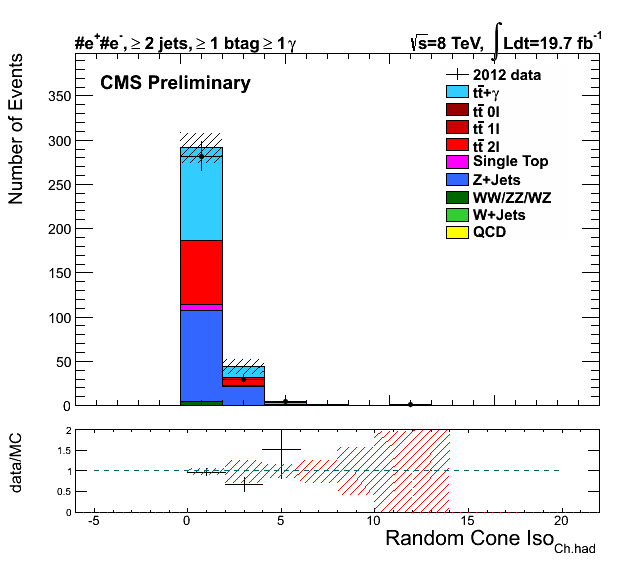 #e⁺#e⁻, ≥ 2 jets, ≥ 1 btag ≥ 1 γ √s=8 TeV, ∫Ldt=19.7 fb⁻¹
CMS Preliminary
2012 data
tt̄+γ
tt̄ 0l
tt̄ 1l
tt̄ 2l
Single Top
Z+Jets
WW/ZZ/WZ
W+Jets
QCD
Number of Events
350
300
250
200
150
100
50
0
data/MC
2
1.5
1
0.5
0
-5 0 5 10 15 20
Random Cone Iso_Ch.had